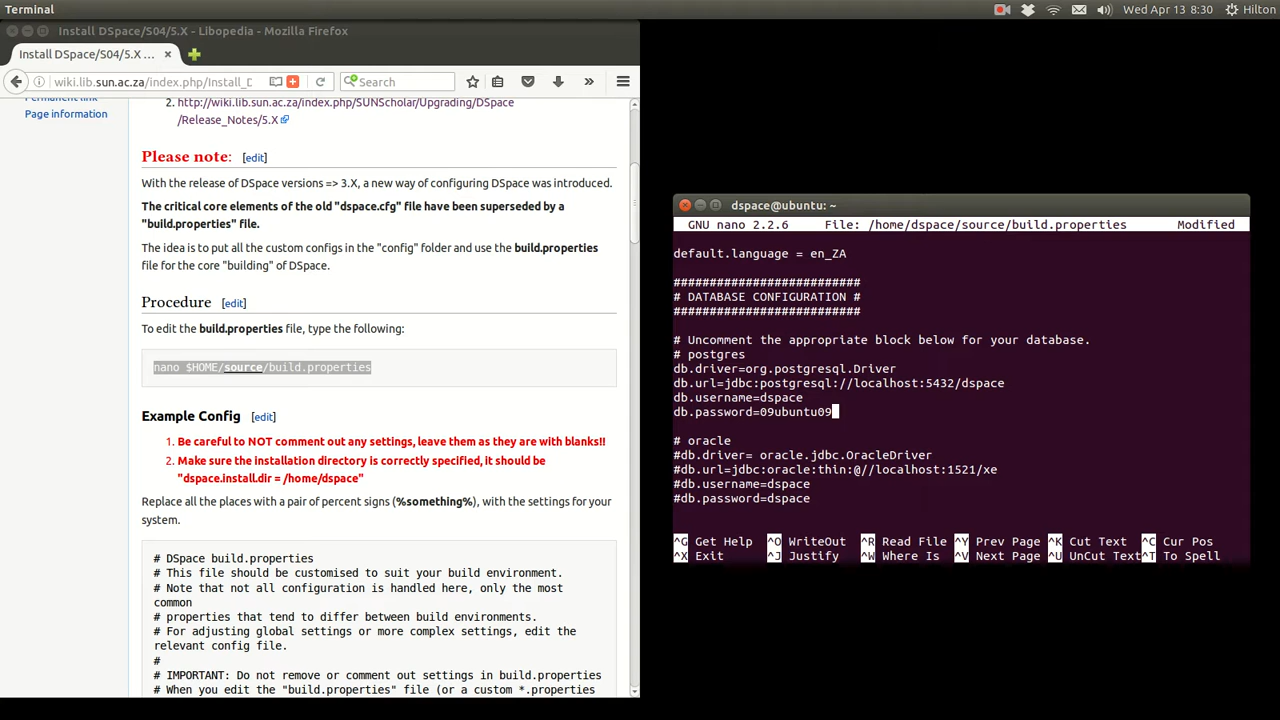 Terminal
Wed Apr 13 8:30 Hilton
Install DSpace/S04/5.X - Libopedia - Mozilla Firefox
Install DSpace/S04/5.X ...
wiki.lib.sun.ac.za/index.php/Install_D
Search
Permanent link
Page information
2. http://wiki.lib.sun.ac.za/index.php/SUNScholar/Upgrading/DSpace
/Release_Notes/5.X
Please note: [edit]
With the release of DSpace versions => 3.X, a new way of configuring DSpace was introduced.
The critical core elements of the old "dspace.cfg" file have been superseded by a
"build.properties" file.
The idea is to put all the custom configs in the "config" folder and use the build.properties
file for the core "building" of DSpace.
Procedure [edit]
To edit the build.properties file, type the following:
nano $HOME/source/build.properties
Example Config [edit]
1. Be careful to NOT comment out any settings, leave them as they are with blanks!!
2. Make sure the installation directory is correctly specified, it should be
"dspace.install.dir = /home/dspace"
Replace all the places with a pair of percent signs (%something%), with the settings for your
system.
# DSpace build.properties
# This file should be customised to suit your build environment.
# Note that not all configuration is handled here, only the most
common
# properties that tend to differ between build environments.
# For adjusting global settings or more complex settings, edit the
relevant config file.
#
# IMPORTANT: Do not remove or comment out settings in build.properties
# When you edit the "build.properties" file (or a custom *.properties
dspace@ubuntu: ~
GNU nano 2.2.6 File: /home/dspace/source/build.properties Modified
default.language = en_ZA
##########################
# DATABASE CONFIGURATION #
##########################
# Uncomment the appropriate block below for your database.
# postgres
db.driver=org.postgresql.Driver
db.url=jdbc:postgresql://localhost:5432/dspace
db.username=dspace
db.password=09ubuntu09
# oracle
#db.driver= oracle.jdbc.OracleDriver
#db.url=jdbc:oracle:thin:@//localhost:1521/xe
#db.username=dspace
#db.password=dspace
^G Get Help ^O WriteOut ^R Read File ^Y Prev Page ^K Cut Text ^C Cur Pos
^X Exit ^J Justify ^W Where Is ^V Next Page ^U UnCut Text ^T To Spell